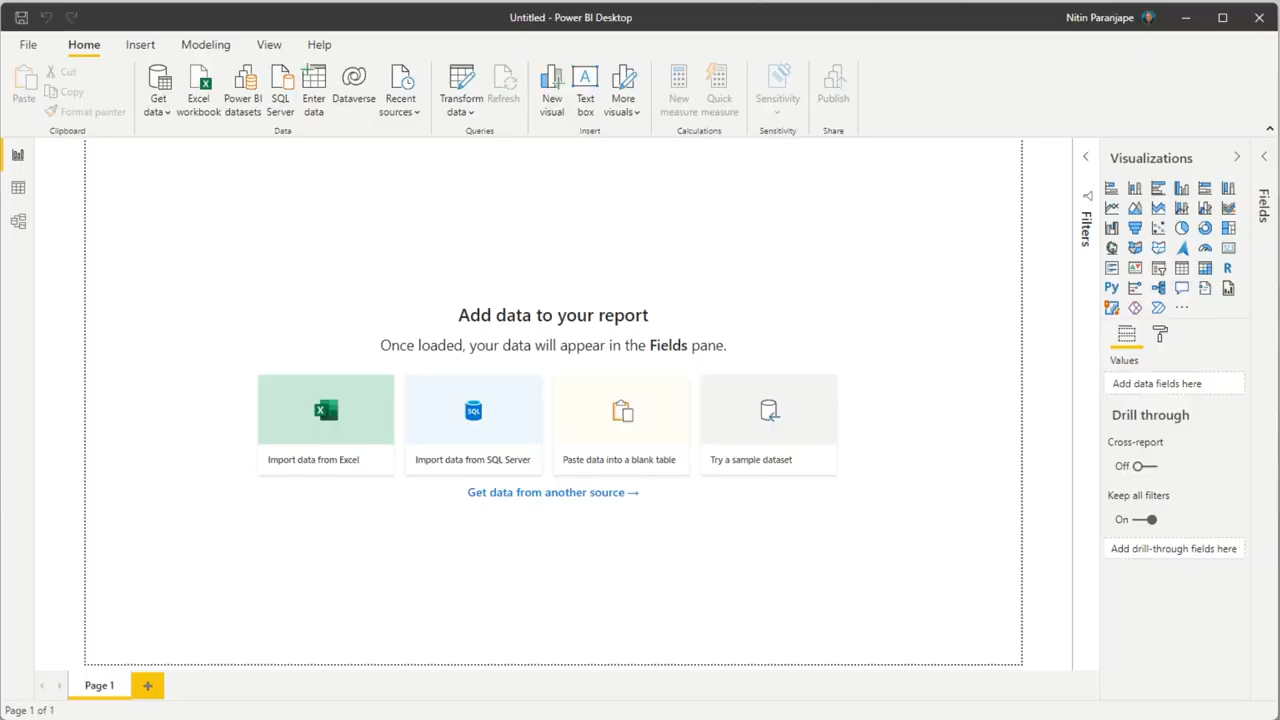 Untitled - Power BI Desktop
Nitin Paranjape
File Home Insert Modeling View Help
Paste
Cut
Copy
Format painter
Clipboard
Get data
Excel workbook
Power BI datasets
SQL Server
Enter data
Dataverse
Recent sources
Data
Transform data
Refresh
Queries
New visual
Text box
More visuals
Insert
New measure
Quick measure
Calculations
Sensitivity
Sensitivity
Publish
Share
Add data to your report
Once loaded, your data will appear in the Fields pane.
Import data from Excel
SQL
Import data from SQL Server
Paste data into a blank table
Try a sample dataset
Get data from another source →
Filters
Visualizations
R
Py
Values
Add data fields here
Drill through
Cross-report
Off
Keep all filters
On
Add drill-through fields here
Fields
Page 1
Page 1 of 1